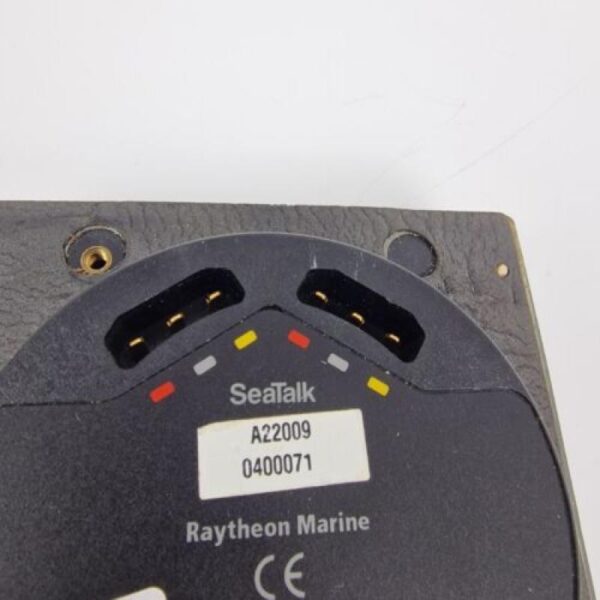 SeaTalk
A22009
0400071
Raytheon Marine
CE